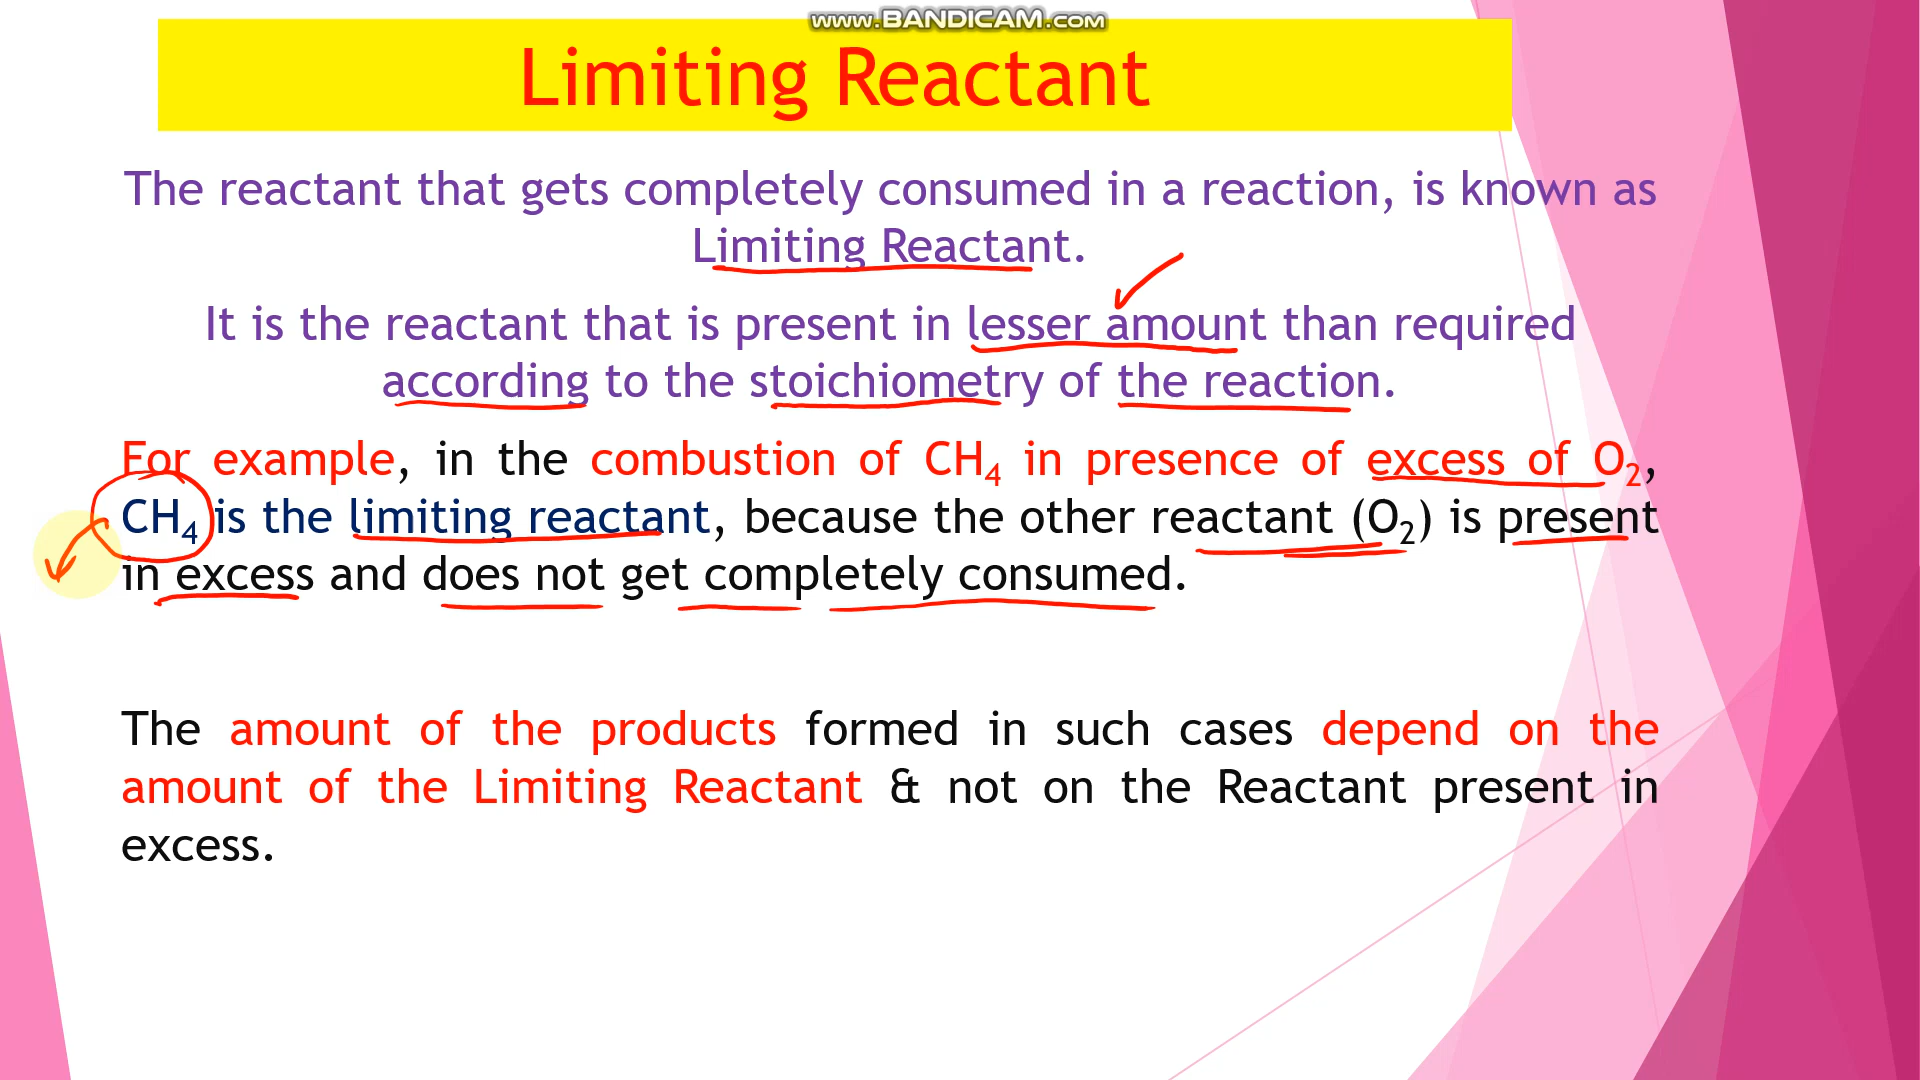 www.BANDICAM.com
Limiting Reactant
The reactant that gets completely consumed in a reaction, is known as
Limiting Reactant.
It is the reactant that is present in lesser amount than required
according to the stoichiometry of the reaction.
For example, in the combustion of CH₄ in presence of excess of O₂,
CH₄ is the limiting reactant, because the other reactant (O₂) is present
in excess and does not get completely consumed.
The amount of the products formed in such cases depend on the
amount of the Limiting Reactant & not on the Reactant present in
excess.